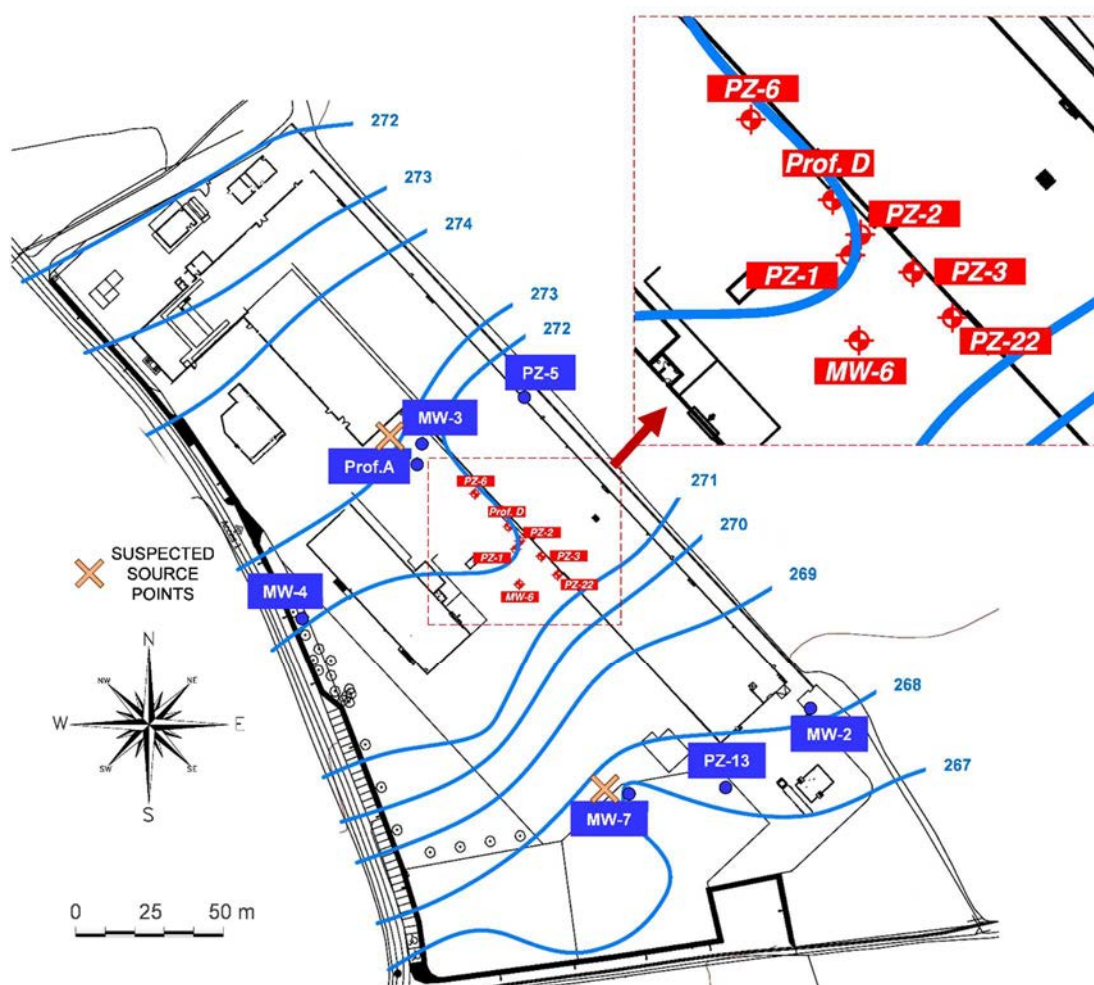 272
273
274
273
272
PZ-5
MW-3
Prof.A
PZ-6
Prof. D
PZ-2
PZ-1
PZ-3
PZ-22
MW-6
271
270
269
268
267
MW-4
MW-2
PZ-13
MW-7
SUSPECTED
SOURCE
POINTS
N
NW
NE
W
E
SW
SE
S
0 25 50 m
PZ-6
Prof. D
PZ-2
PZ-1
PZ-3
PZ-22
MW-6